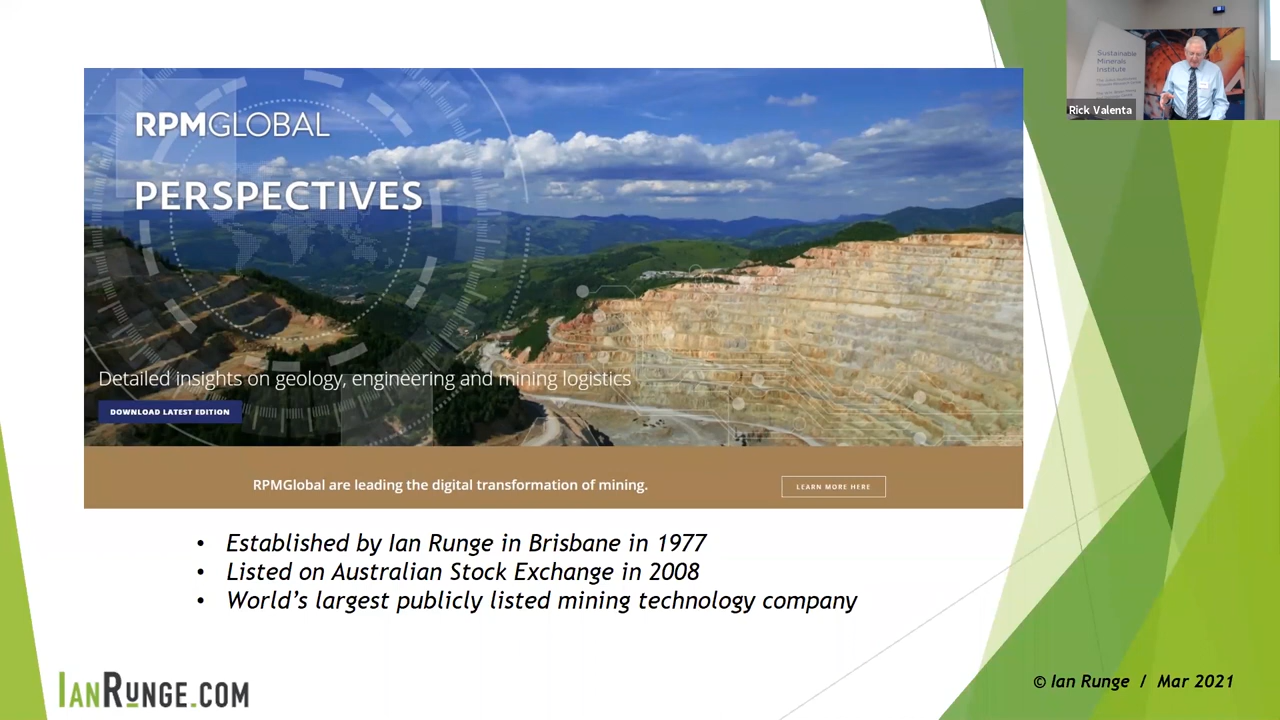 RPMGLOBAL
PERSPECTIVES
Detailed insights on geology, engineering and mining logistics
DOWNLOAD LATEST EDITION
RPMGlobal are leading the digital transformation of mining.
LEARN MORE HERE
• Established by Ian Runge in Brisbane in 1977
• Listed on Australian Stock Exchange in 2008
• World's largest publicly listed mining technology company
IANRUNGE.COM
© Ian Runge / Mar 2021
Sustainable
Minerals
Institute
Rick Valenta